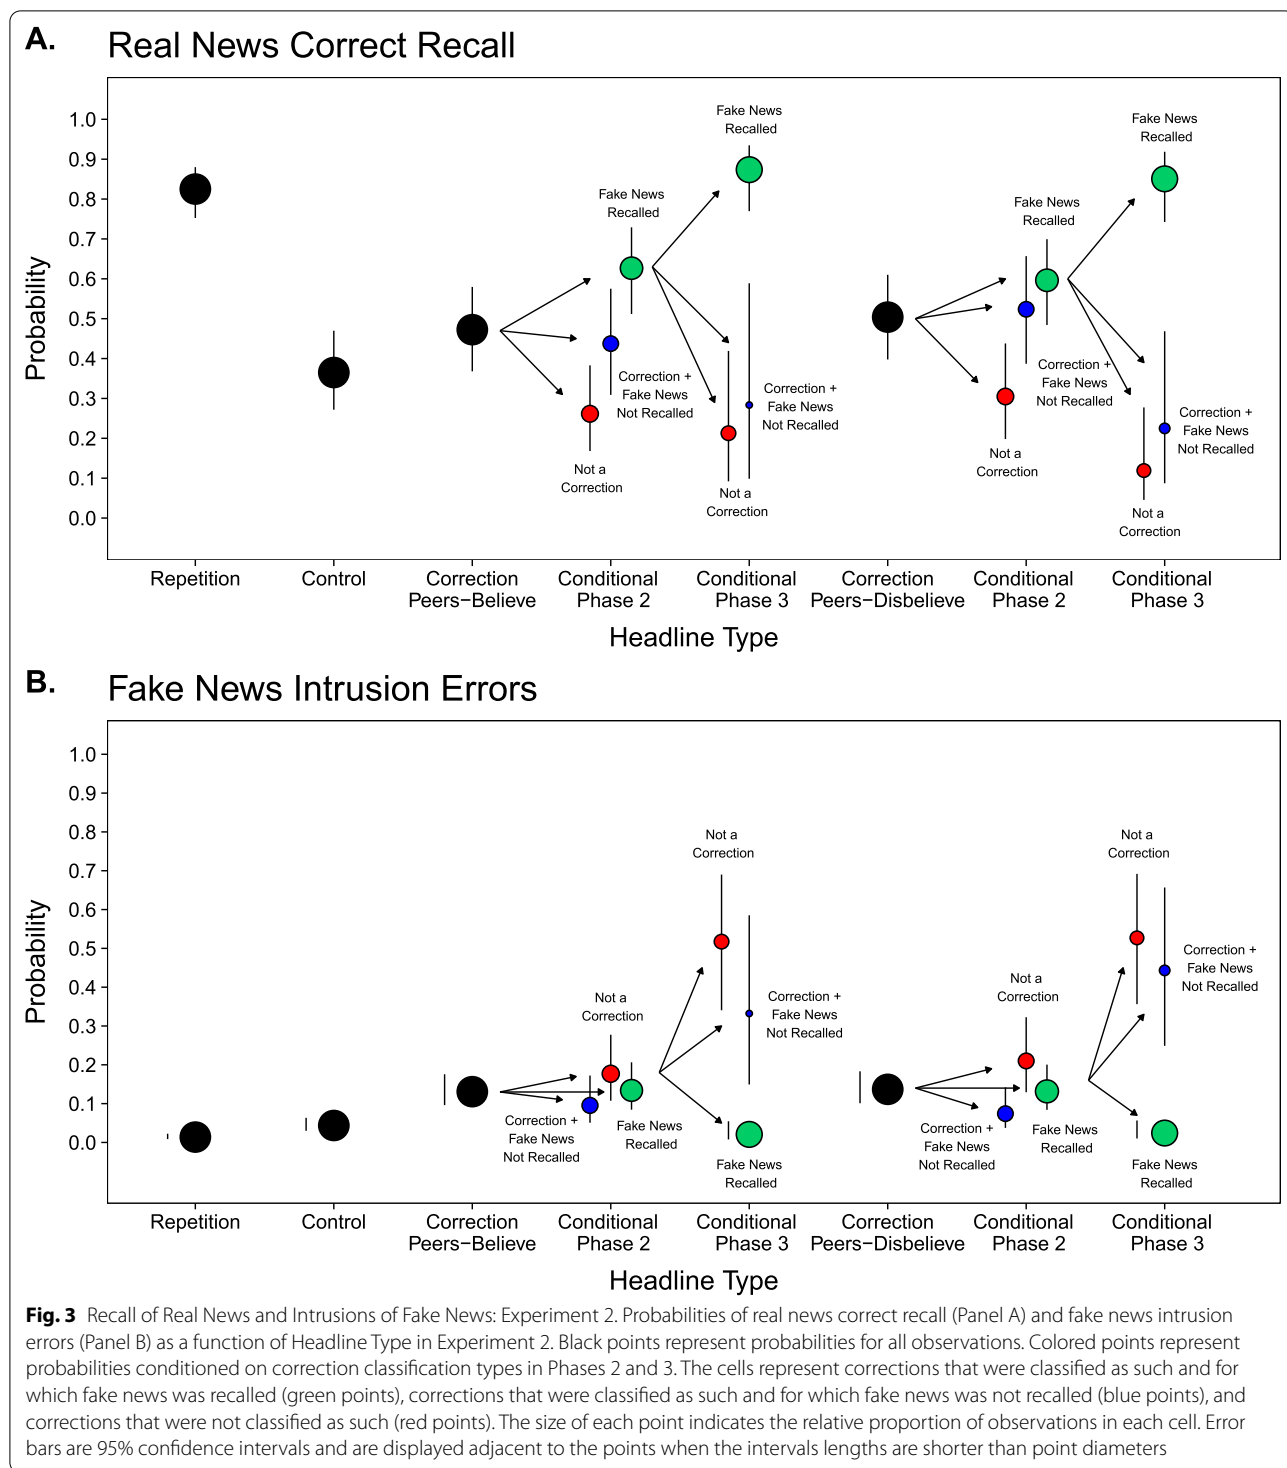 A. Real News Correct Recall
Probability
1.0
0.9
0.8
0.7
0.6
0.5
0.4
0.3
0.2
0.1
0.0
Fake News
Recalled
Fake News
Recalled
Correction +
Fake News
Not Recalled
Not a
Correction
Correction +
Fake News
Not Recalled
Not a
Correction
Fake News
Recalled
Fake News
Recalled
Correction +
Fake News
Not Recalled
Not a
Correction
Correction +
Fake News
Not Recalled
Not a
Correction
Repetition
Control
Correction
Peers−Believe
Conditional
Phase 2
Conditional
Phase 3
Correction
Peers−Disbelieve
Conditional
Phase 2
Conditional
Phase 3
Headline Type
B. Fake News Intrusion Errors
Probability
1.0
0.9
0.8
0.7
0.6
0.5
0.4
0.3
0.2
0.1
0.0
Not a
Correction
Correction +
Fake News
Not Recalled
Not a
Correction
Correction +
Fake News
Not Recalled
Fake News
Recalled
Fake News
Recalled
Not a
Correction
Correction +
Fake News
Not Recalled
Not a
Correction
Correction +
Fake News
Not Recalled
Fake News
Recalled
Fake News
Recalled
Repetition
Control
Correction
Peers−Believe
Conditional
Phase 2
Conditional
Phase 3
Correction
Peers−Disbelieve
Conditional
Phase 2
Conditional
Phase 3
Headline Type
Fig. 3 Recall of Real News and Intrusions of Fake News: Experiment 2. Probabilities of real news correct recall (Panel A) and fake news intrusion
errors (Panel B) as a function of Headline Type in Experiment 2. Black points represent probabilities for all observations. Colored points represent
probabilities conditioned on correction classification types in Phases 2 and 3. The cells represent corrections that were classified as such and for
which fake news was recalled (green points), corrections that were classified as such and for which fake news was not recalled (blue points), and
corrections that were not classified as such (red points). The size of each point indicates the relative proportion of observations in each cell. Error
bars are 95% confidence intervals and are displayed adjacent to the points when the intervals lengths are shorter than point diameters